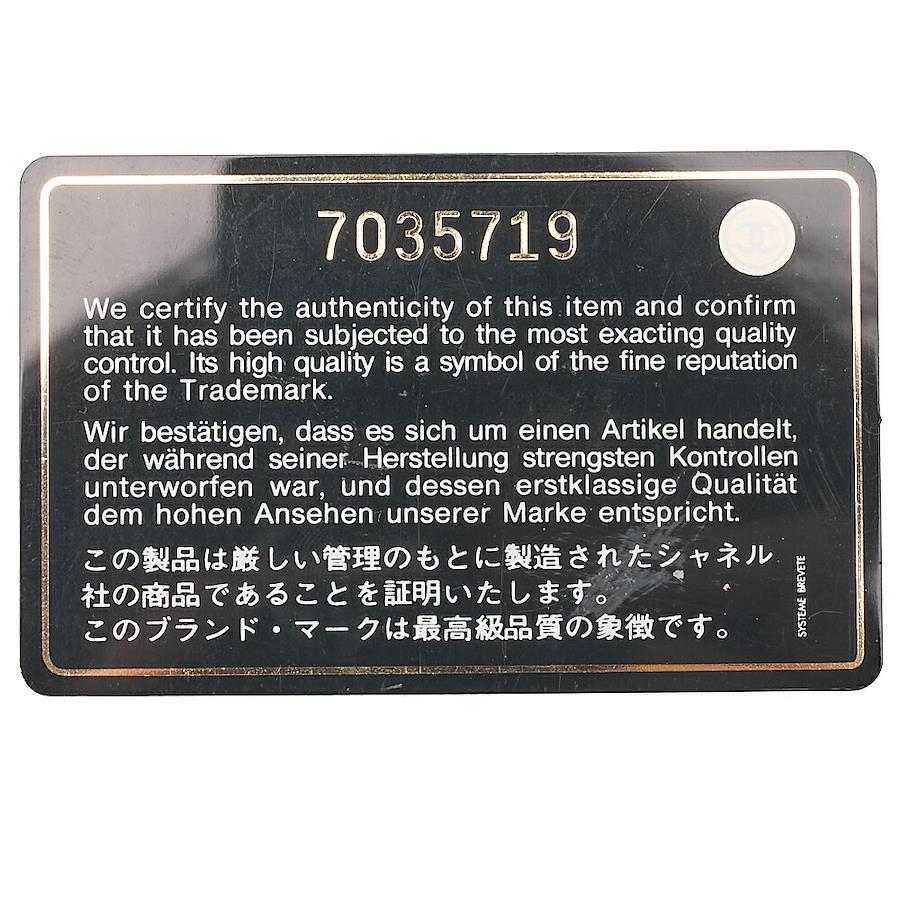 7035719
We certify the authenticity of this item and confirm
that it has been subjected to the most exacting quality
control. Its high quality is a symbol of the fine reputation
of the Trademark.
Wir bestätigen, dass es sich um einen Artikel handelt,
der während seiner Herstellung strengsten Kontrollen
unterworfen war, und dessen erstklassige Qualität
dem hohen Ansehen unserer Marke entspricht.
この製品は厳しい管理のもとに製造されたシャネル
社の商品であることを証明いたします。
このブランド・マークは最高級品質の象徴です。
SYSTEME BREVETE